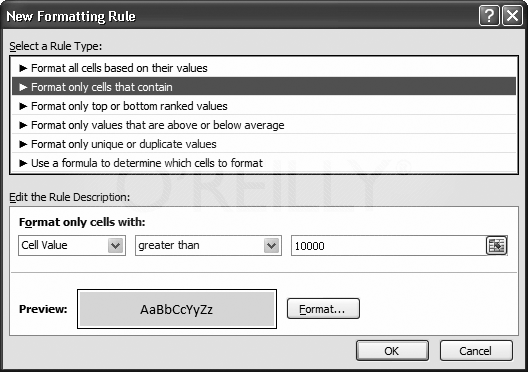 New Formatting Rule
Select a Rule Type:
► Format all cells based on their values
► Format only cells that contain
► Format only top or bottom ranked values
► Format only values that are above or below average
► Format only unique or duplicate values
► Use a formula to determine which cells to format
O'REILLY®
Edit the Rule Description:
Format only cells with:
Cell Value greater than 10000
Preview: AaBbCcYyZz Format...
OK Cancel